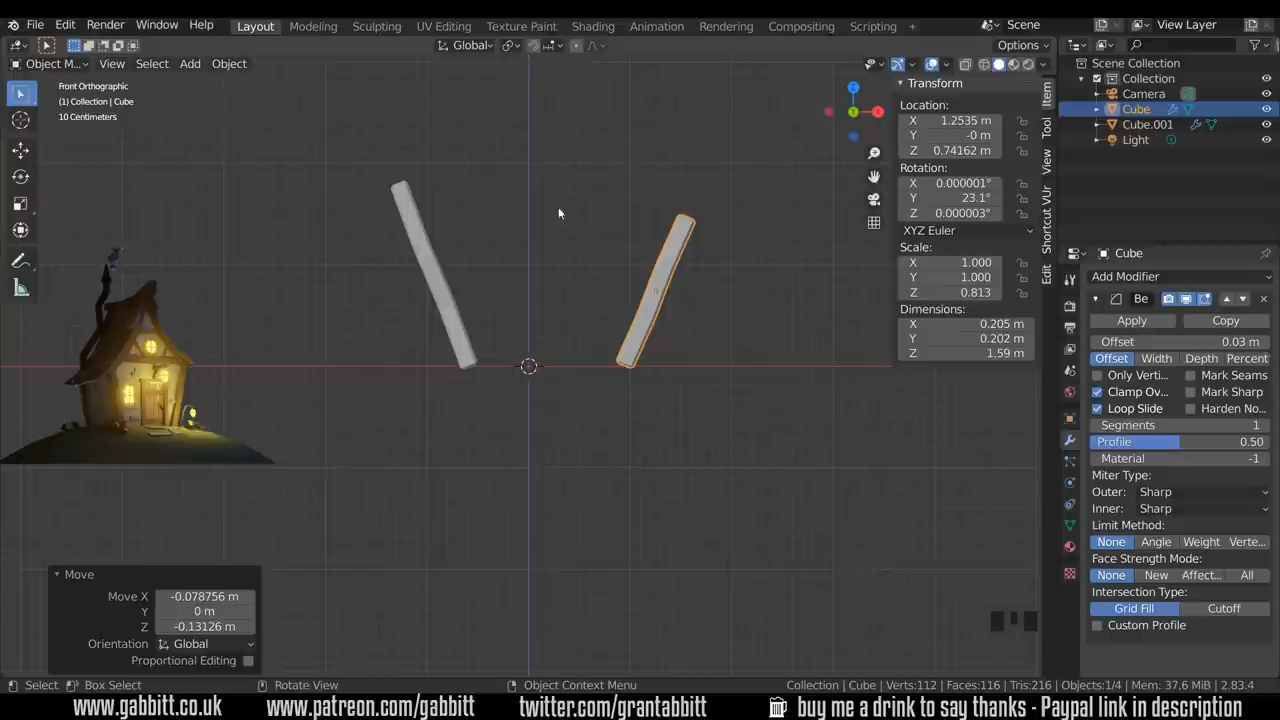 File Edit Render Window Help Layout Modeling Sculpting UV Editing Texture Paint Shading Animation Rendering Compositing Scripting + Scene View Layer
Global Options
Object M... View Select Add Object
Front Orthographic
(1) Collection | Cube
10 Centimeters
Transform
Location:
X 1.2535 m
Y -0 m
Z 0.74162 m
Rotation:
X 0.000001°
Y 23.1°
Z 0.000003°
XYZ Euler
Scale:
X 1.000
Y 1.000
Z 0.813
Dimensions:
X 0.205 m
Y 0.202 m
Z 1.59 m
Item
Tool
View
Shortcut VUr
Edit
Scene Collection
Collection
Camera
Cube
Cube.001
Light
Cube
Add Modifier
Be
Apply Copy
Offset 0.03 m
Offset Width Depth Percent
Only Verti... Mark Seams
Clamp Ov... Mark Sharp
Loop Slide Harden No...
Segments 1
Profile 0.50
Material -1
Miter Type:
Outer: Sharp
Inner: Sharp
Limit Method:
None Angle Weight Verte...
Face Strength Mode:
None New Affect... All
Intersection Type:
Grid Fill Cutoff
Custom Profile
Move
Move X -0.078756 m
Y 0 m
Z -0.13126 m
Orientation Global
Proportional Editing
Select Box Select Rotate View Object Context Menu Collection | Cube | Verts:112 | Faces:116 | Tris:216 | Objects:1/4 | Mem: 37.6 MiB | 2.83.4
www.gabbitt.co.uk www.patreon.com/gabbitt twitter.com/grantabbitt buy me a drink to say thanks - Paypal link in description